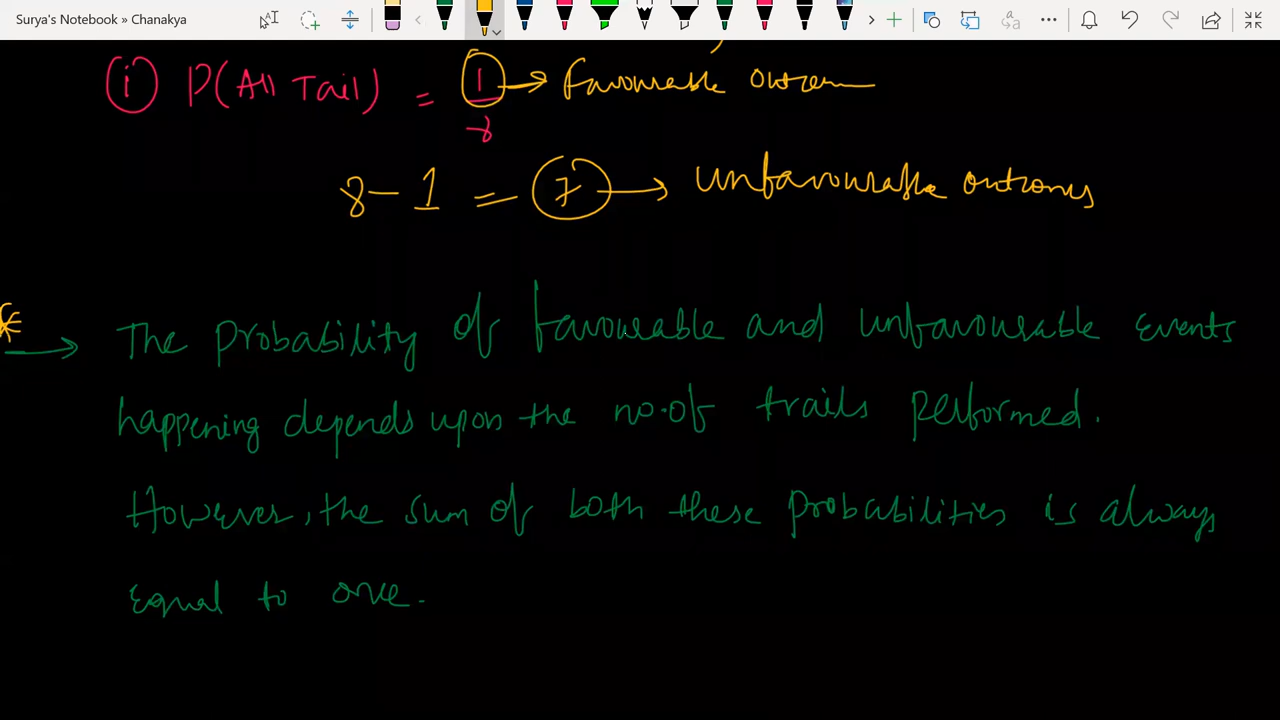 Surya's Notebook » Chanakya
(i) P(All Tail) = 1/8 → favourable outcom
8 - 1 = 7 → unfavourable outcomes
* → The probability of favourable and unfavourable events
happening depends upon the no. of trails performed.
However, the sum of both these probabilities is always
equal to one.